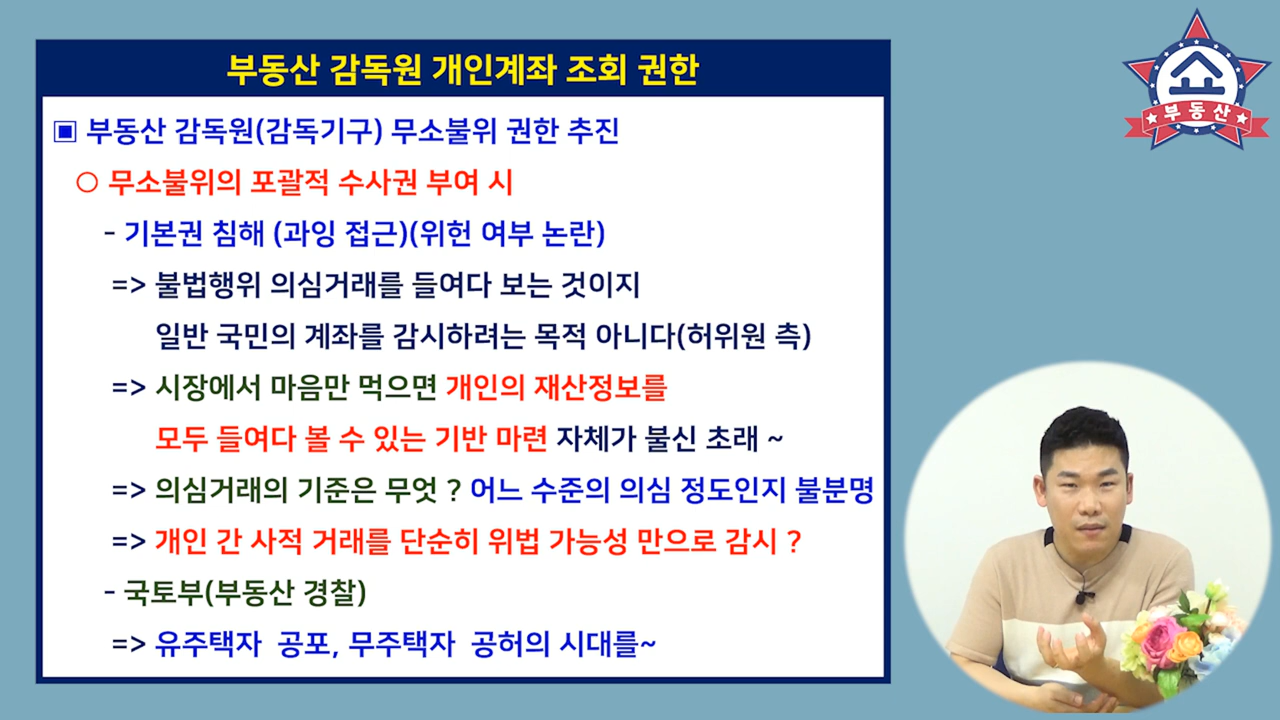 부동산 감독원 개인계좌 조회 권한
▣ 부동산 감독원(감독기구) 무소불위 권한 추진
○ 무소불위의 포괄적 수사권 부여 시
- 기본권 침해 (과잉 접근)(위헌 여부 논란)
=> 불법행위 의심거래를 들여다 보는 것이지
일반 국민의 계좌를 감시하려는 목적 아니다(허위원 측)
=> 시장에서 마음만 먹으면 개인의 재산정보를
모두 들여다 볼 수 있는 기반 마련 자체가 불신 초래 ~
=> 의심거래의 기준은 무엇 ? 어느 수준의 의심 정도인지 불분명
=> 개인 간 사적 거래를 단순히 위법 가능성 만으로 감시 ?
- 국토부(부동산 경찰)
=> 유주택자 공포, 무주택자 공허의 시대를~
쇼
부동산